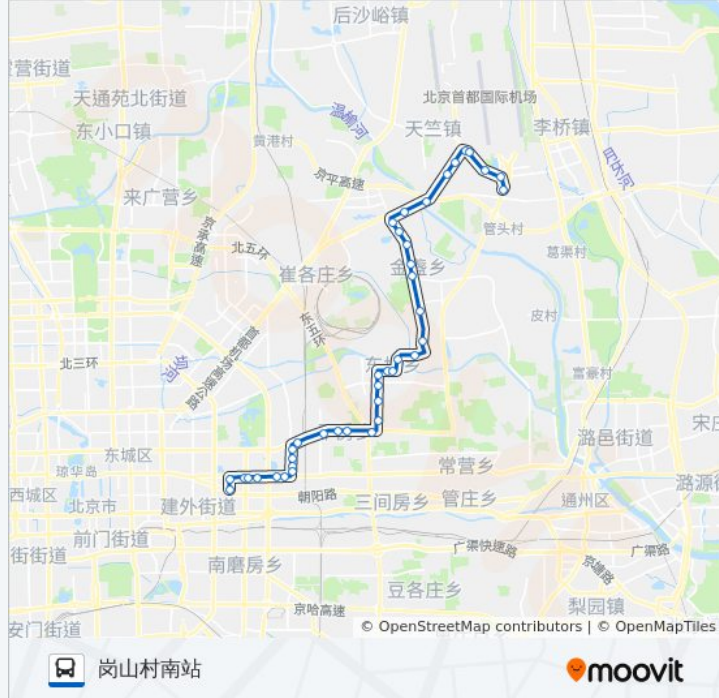 后沙峪镇
营街道
天通苑北街道
北京首都国际机场
东小口镇
温榆河
天竺镇
李桥镇
黄港村
京平高速
来广营乡
京承高速
管头村
北五环
葛渠村
崔各庄乡
金盏乡
东五环
皮村
首都机场高速公路
北三环
坝河
东坝乡
富豪村
宋庄
东城区
潞邑街道
琼华岛
常营乡
西城区
北京市
建外街道
朝阳路
三间房乡
管庄乡
通州区
潞源街
前门街道
街街道
南磨房乡
广渠快速路
京塘路
广渠路
豆各庄乡
京哈高速
梨园镇
安门街道
© OpenStreetMap contributors | © OpenMapTiles
岗山村南站
moovit